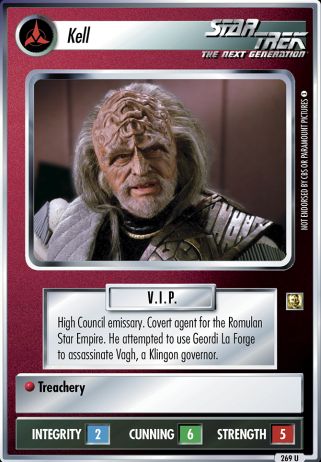 Kell
STAR TREK
THE NEXT GENERATION
NOT ENDORSED BY CBS OR PARAMOUNT PICTURES
V.I.P.
High Council emissary. Covert agent for the Romulan
Star Empire. He attempted to use Geordi La Forge
to assassinate Vagh, a Klingon governor.
Treachery
INTEGRITY 2 CUNNING 6 STRENGTH 5
269 U